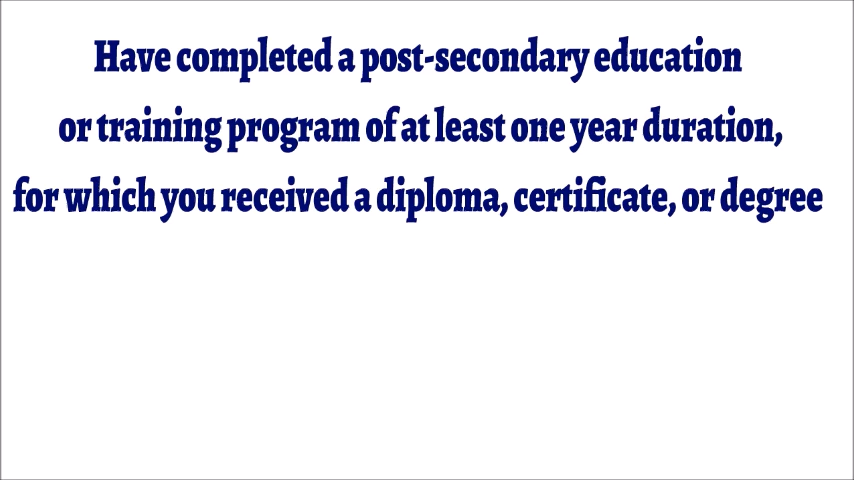 Have completed a post-secondary education
or training program of at least one year duration,
for which you received a diploma, certificate, or degree